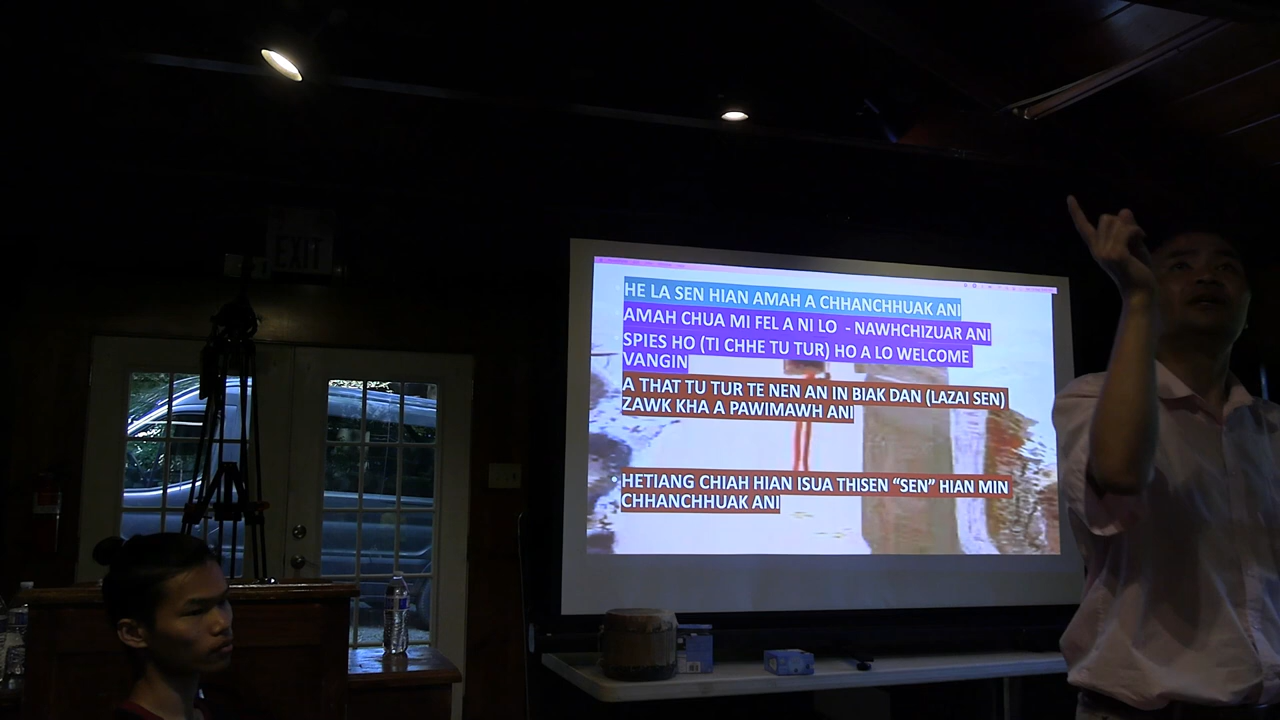 EXIT
HE LA SEN HIAN AMAH A CHHANCHHUAK ANI
AMAH CHUA MI FEL A NI LO - NAWHCHIZUAR ANI
SPIES HO (TI CHHE TU TUR) HO A LO WELCOME
VANGIN
A THAT TU TUR TE NEN AN IN BIAK DAN (LAZAI SEN)
ZAWK KHA A PAWIMAWH ANI
• HETIANG CHIAH HIAN ISUA THISEN “SEN” HIAN MIN
CHHANCHHUAK ANI